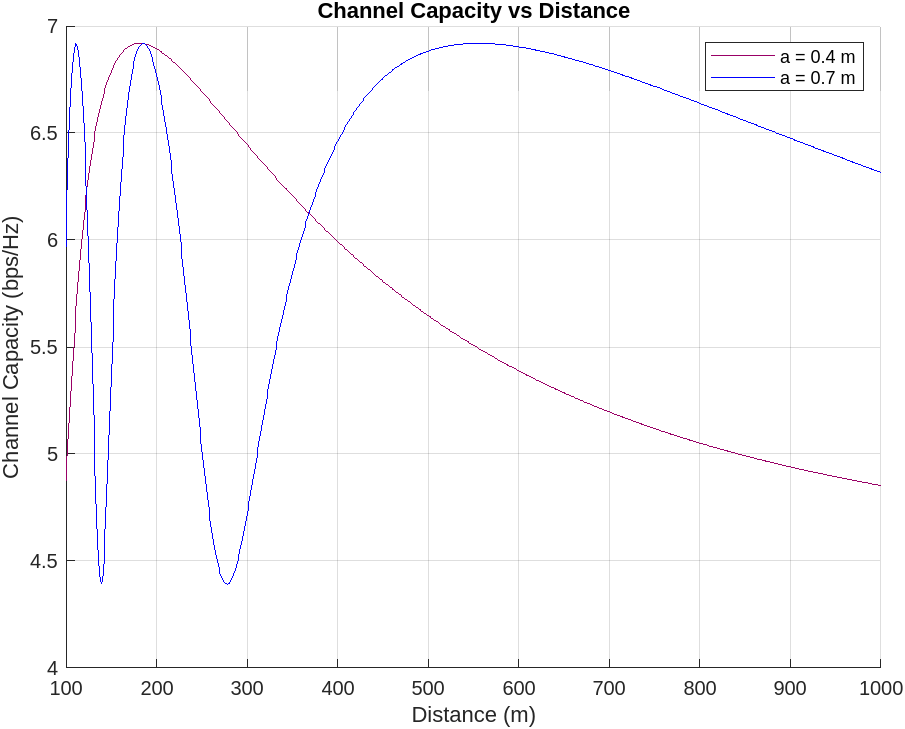 Channel Capacity vs Distance
a = 0.4 m
a = 0.7 m
Channel Capacity (bps/Hz)
7
6.5
6
5.5
5
4.5
4
100 200 300 400 500 600 700 800 900 1000
Distance (m)